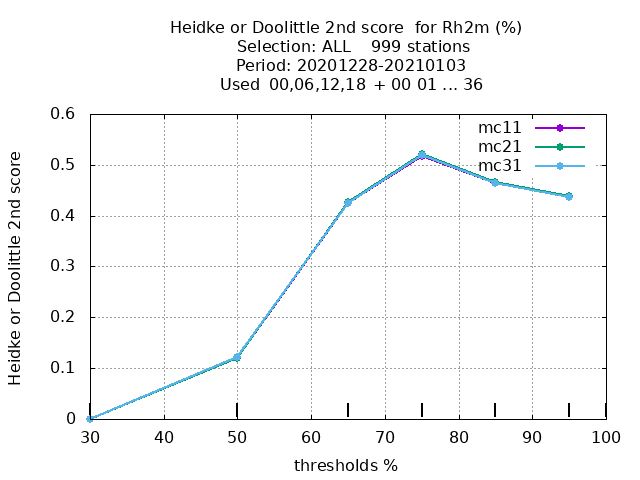 Heidke or Doolittle 2nd score  for Rh2m (%)
Selection: ALL    999 stations
Period: 20201228-20210103
Used  00,06,12,18  + 00 01 ... 36
Heidke or Doolittle 2nd score
0.6
0.5
0.4
0.3
0.2
0.1
0
mc11
mc21
mc31
30 40 50 60 70 80 90 100
thresholds %